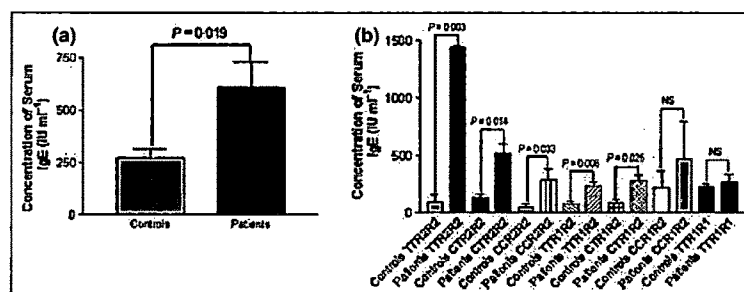 (a)
P = 0·019
Concentration of Serum
IgE (IU ml⁻¹)
750
500
250
0
Controls
Patients
(b)
Concentration of Serum
IgE (IU ml⁻¹)
1500
1000
500
0
P = 0·003
P = 0·014
P = 0·033
P = 0·006
P = 0·025
NS
NS
Controls TTR2R2
Patients TTR2R2
Controls CTR2R2
Patients CTR2R2
Controls CCR2R2
Patients CCR2R2
Controls TTR1R2
Patients TTR1R2
Controls CTR1R2
Patients CTR1R2
Controls CCR1R2
Patients CCR1R2
Controls TTR1R1
Patients TTR1R1